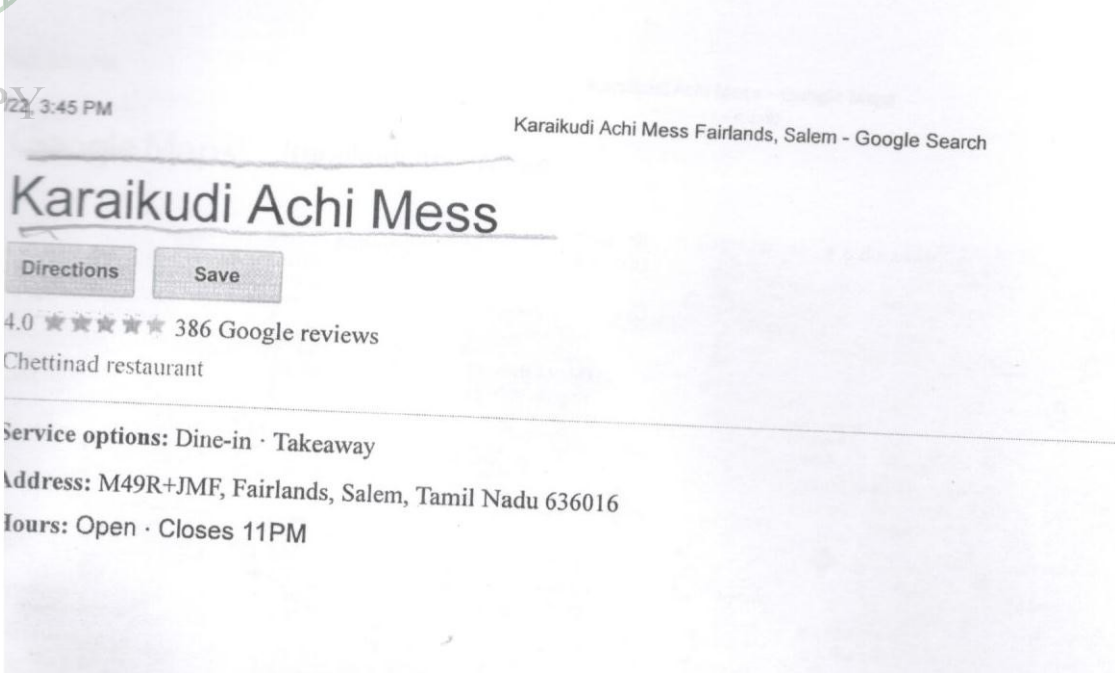 22, 3:45 PM
Karaikudi Achi Mess Fairlands, Salem - Google Search
Karaikudi Achi Mess
Directions Save
4.0 ★★★★★ 386 Google reviews
Chettinad restaurant
Service options: Dine-in · Takeaway
Address: M49R+JMF, Fairlands, Salem, Tamil Nadu 636016
Hours: Open · Closes 11PM